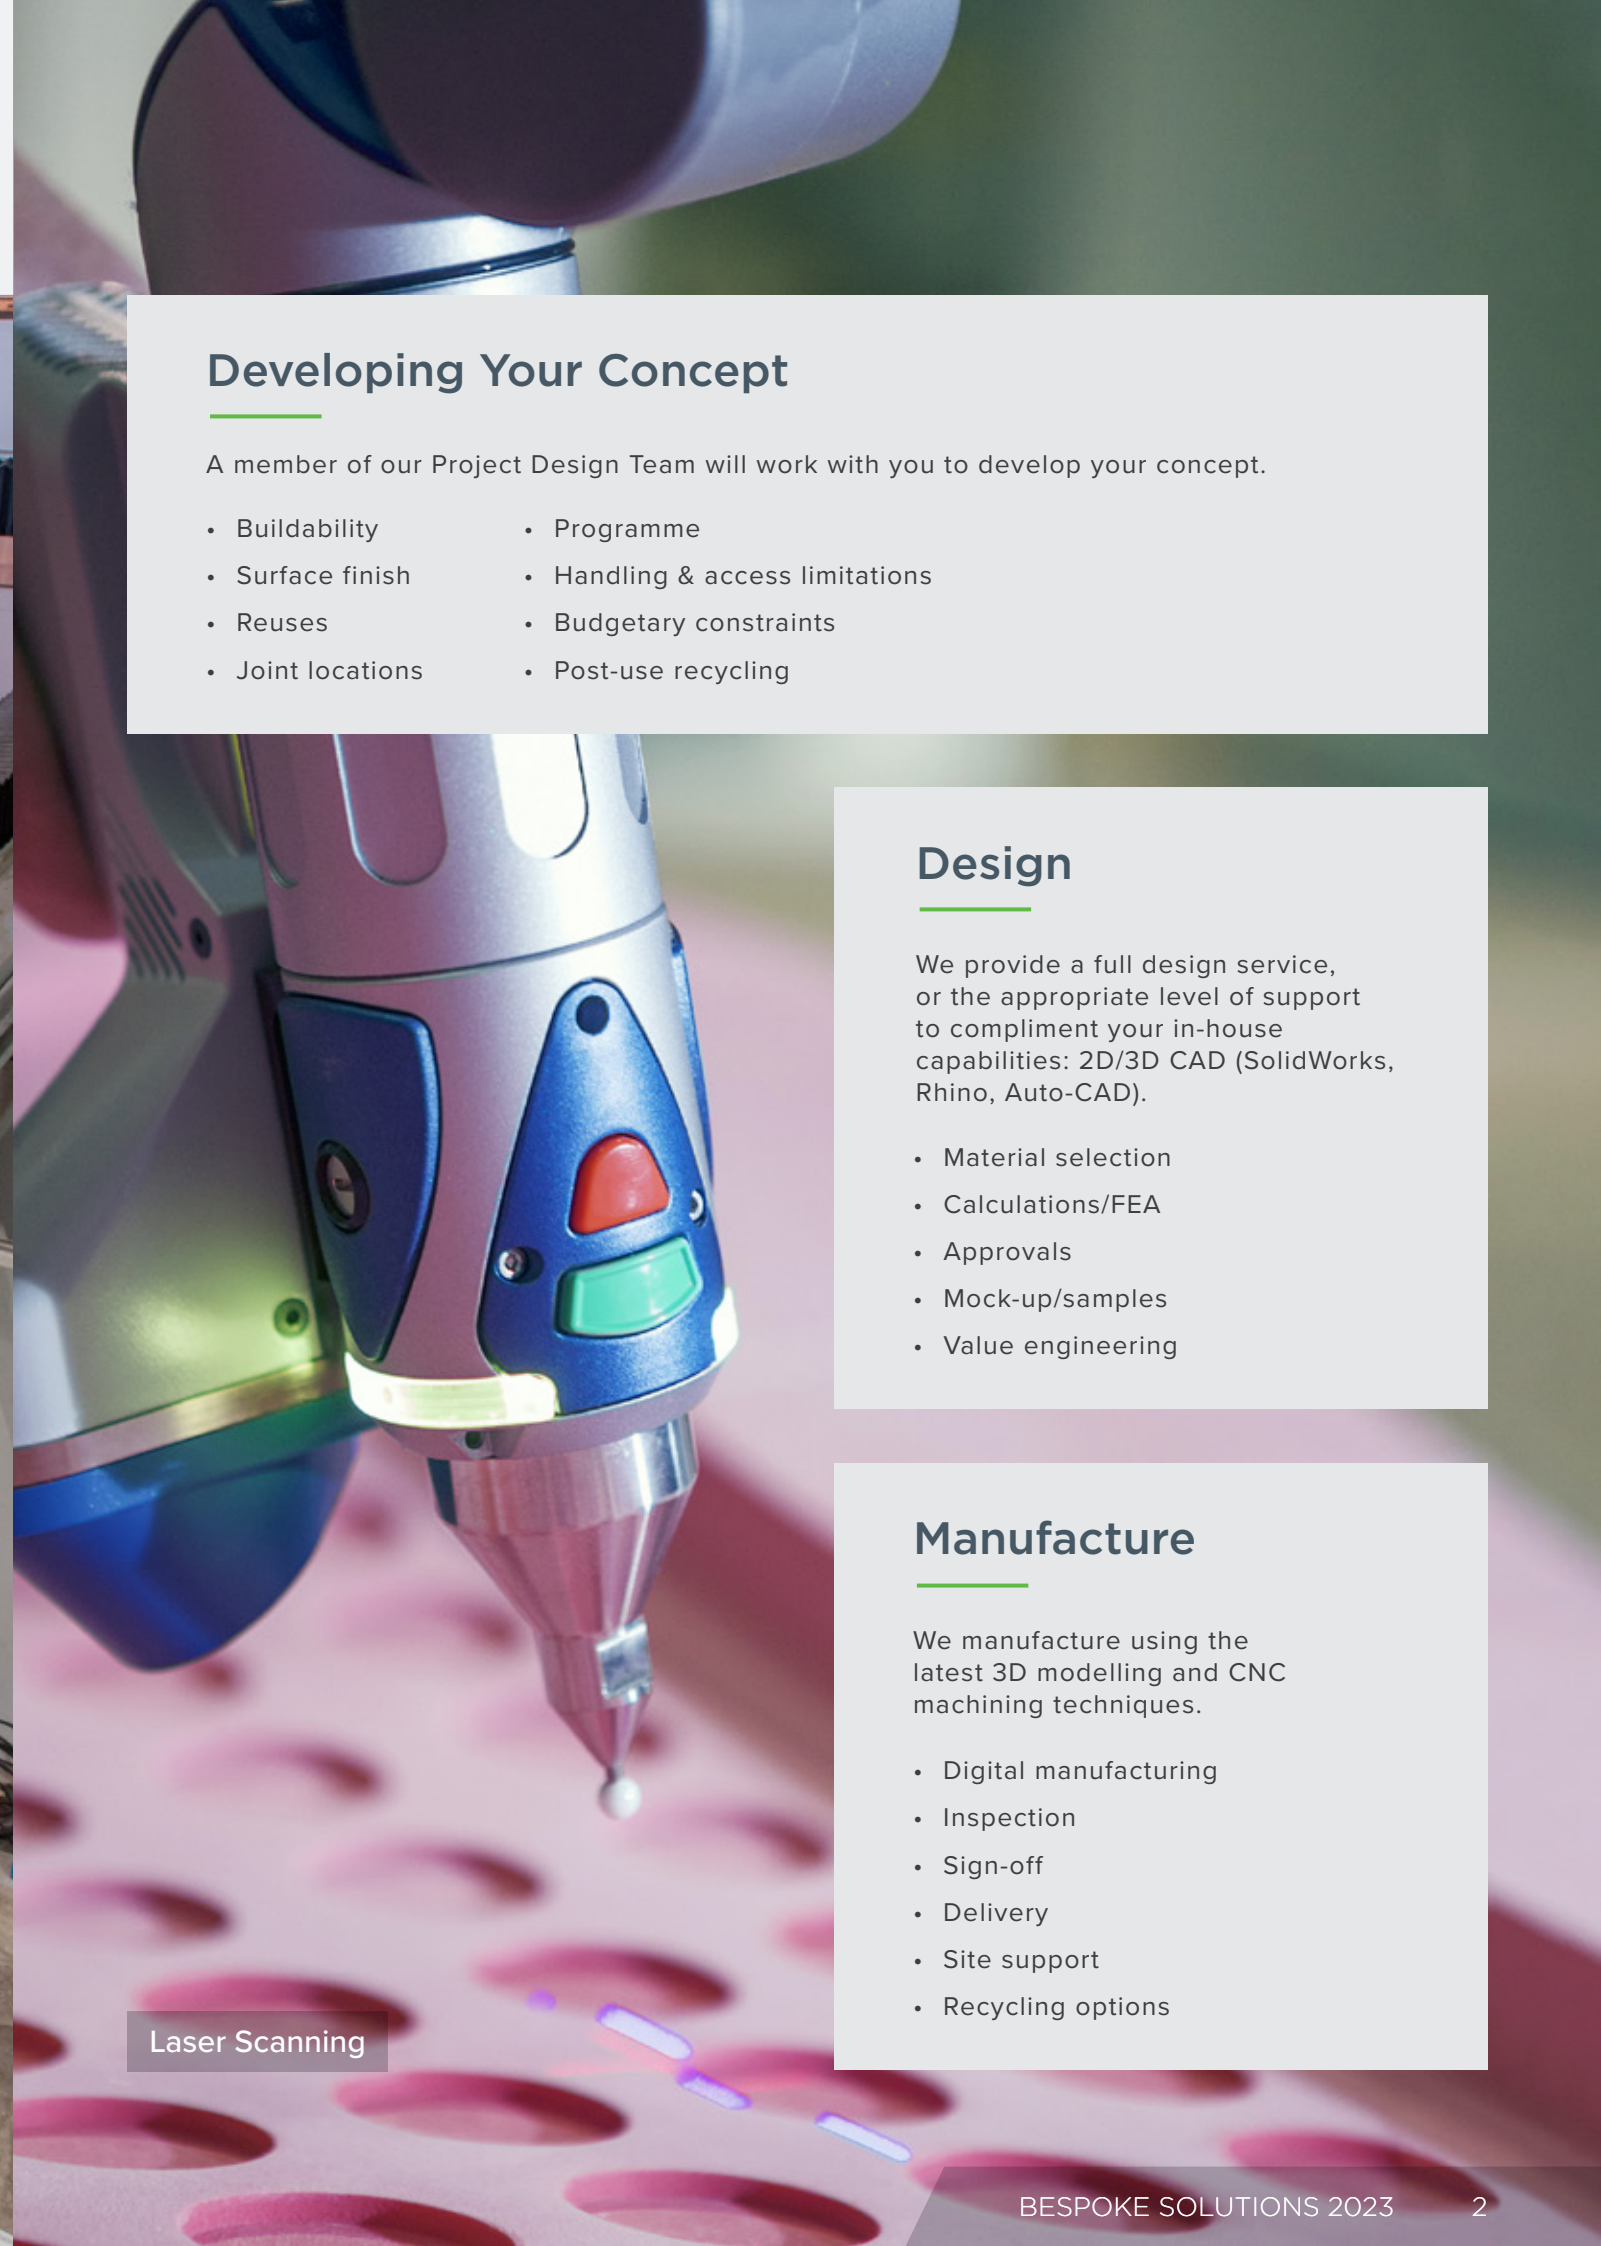 Developing Your Concept
A member of our Project Design Team will work with you to develop your concept.
• Buildability
• Surface finish
• Reuses
• Joint locations
• Programme
• Handling & access limitations
• Budgetary constraints
• Post-use recycling
Design
We provide a full design service,
or the appropriate level of support
to compliment your in-house
capabilities: 2D/3D CAD (SolidWorks,
Rhino, Auto-CAD).
• Material selection
• Calculations/FEA
• Approvals
• Mock-up/samples
• Value engineering
Manufacture
We manufacture using the
latest 3D modelling and CNC
machining techniques.
• Digital manufacturing
• Inspection
• Sign-off
• Delivery
• Site support
• Recycling options
Laser Scanning
BESPOKE SOLUTIONS 2023 2